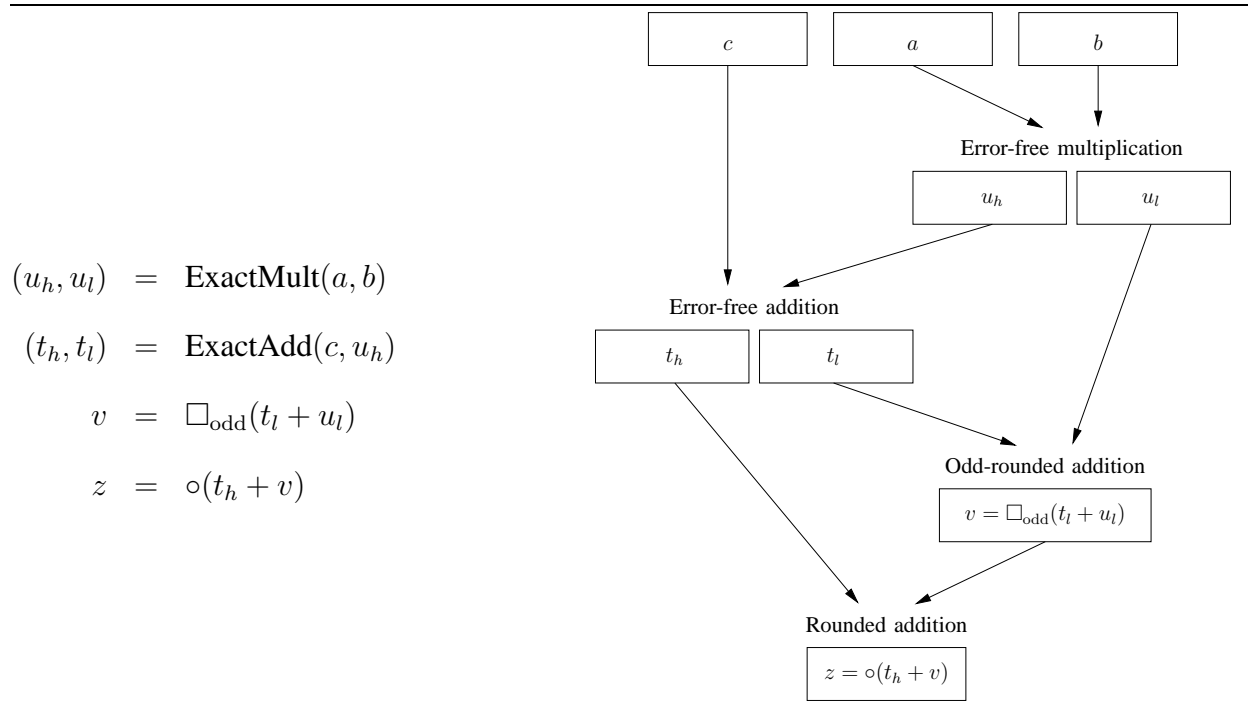 (u_h, u_l) = ExactMult(a, b)
(t_h, t_l) = ExactAdd(c, u_h)
v = □_odd(t_l + u_l)
z = ∘(t_h + v)
c a b
Error-free multiplication
u_h u_l
Error-free addition
t_h t_l
Odd-rounded addition
v = □_odd(t_l + u_l)
Rounded addition
z = ∘(t_h + v)